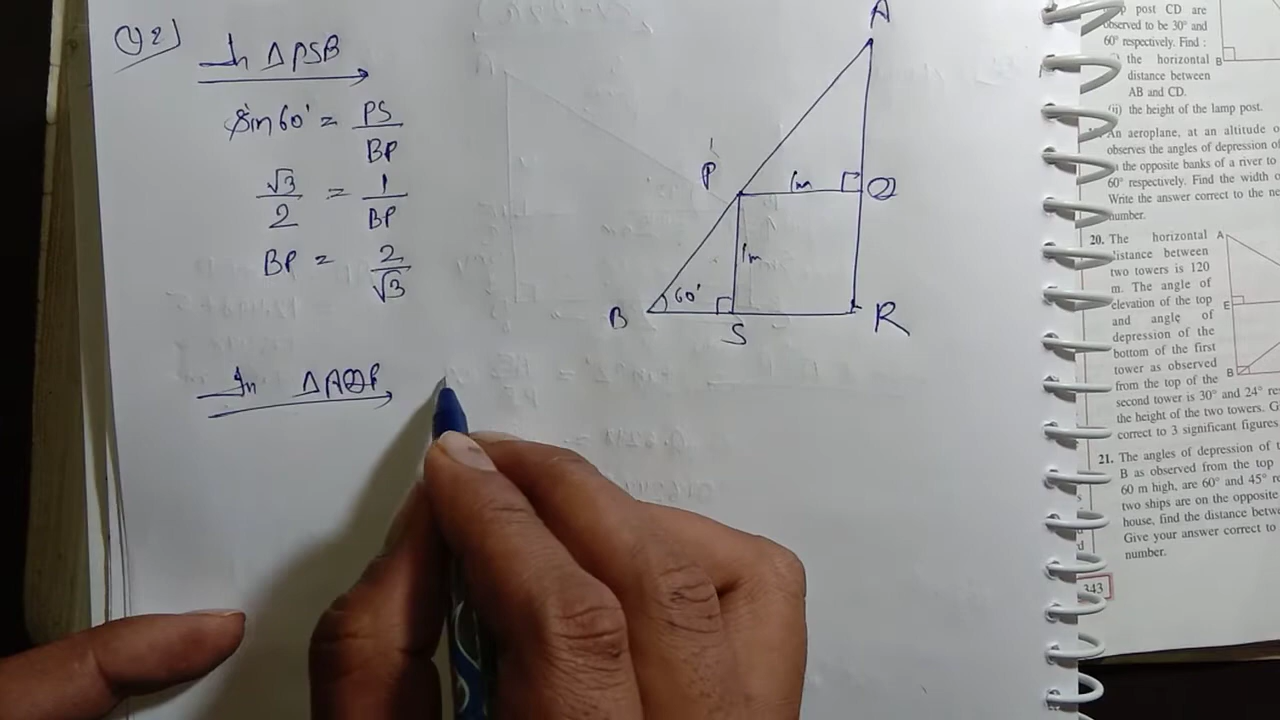 Q2)
In ΔPSB
Sin60° = PS/BP
√3/2 = 1/BP
BP = 2/√3
In ΔAQP
A
P
1m
Q
1m
B
60°
S
R
post CD are
observed to be 30° and
60° respectively. Find :
the horizontal
distance between
AB and CD.
(ii) the height of the lamp post.
B
An aeroplane, at an altitude o
observes the angles of depression of
the opposite banks of a river to
60° respectively. Find the width o
Write the answer correct to the ne
number.
20. The horizontal
distance between
two towers is 120
m. The angle of
elevation of the top
and angle of
depression of the
bottom of the first
tower as observed
from the top of the
second tower is 30° and 24° re
the height of the two towers. G
correct to 3 significant figures
A
E
B
21. The angles of depression of t
B as observed from the top
60 m high, are 60° and 45° re
two ships are on the opposite
house, find the distance betw
Give your answer correct to
number.
343